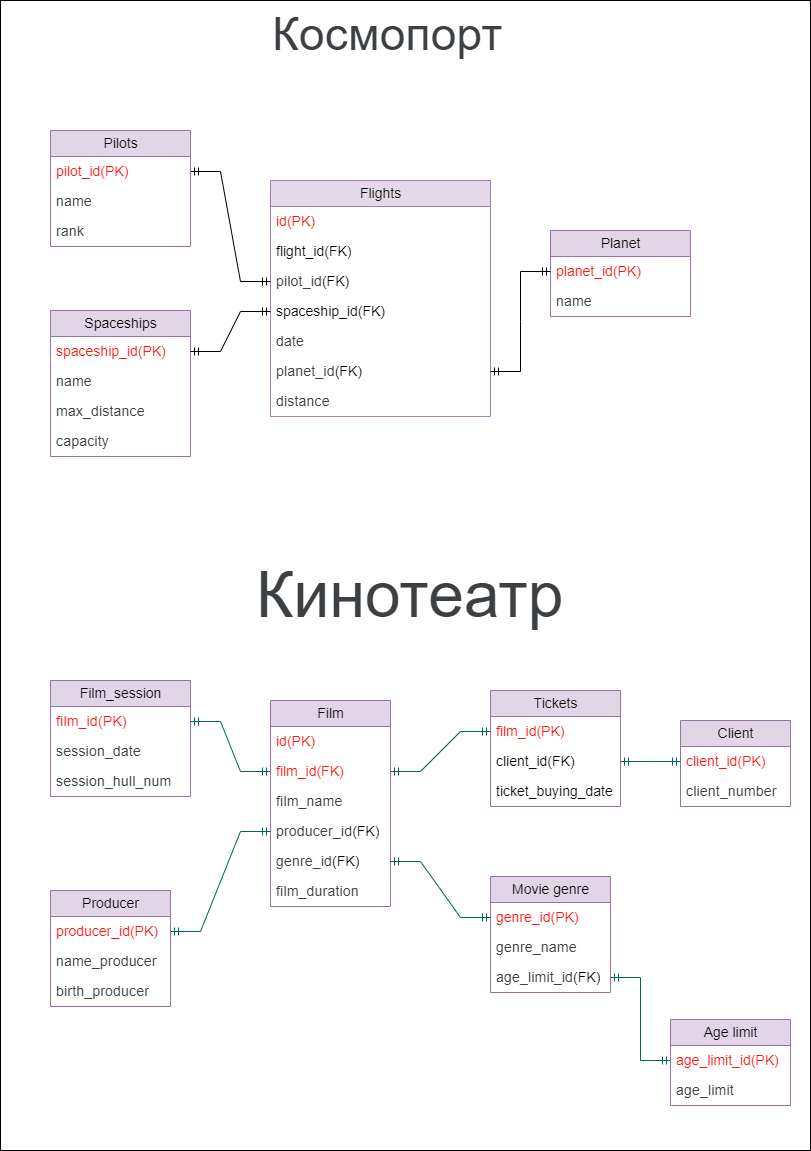 Космопорт
Pilots
pilot_id(PK)
name
rank
Flights
id(PK)
flight_id(FK)
pilot_id(FK)
spaceship_id(FK)
date
planet_id(FK)
distance
Planet
planet_id(PK)
name
Spaceships
spaceship_id(PK)
name
max_distance
capacity
Кинотеатр
Film_session
film_id(PK)
session_date
session_hull_num
Film
id(PK)
film_id(FK)
film_name
producer_id(FK)
genre_id(FK)
film_duration
Tickets
film_id(PK)
client_id(FK)
ticket_buying_date
Client
client_id(PK)
client_number
Producer
producer_id(PK)
name_producer
birth_producer
Movie genre
genre_id(PK)
genre_name
age_limit_id(FK)
Age limit
age_limit_id(PK)
age_limit